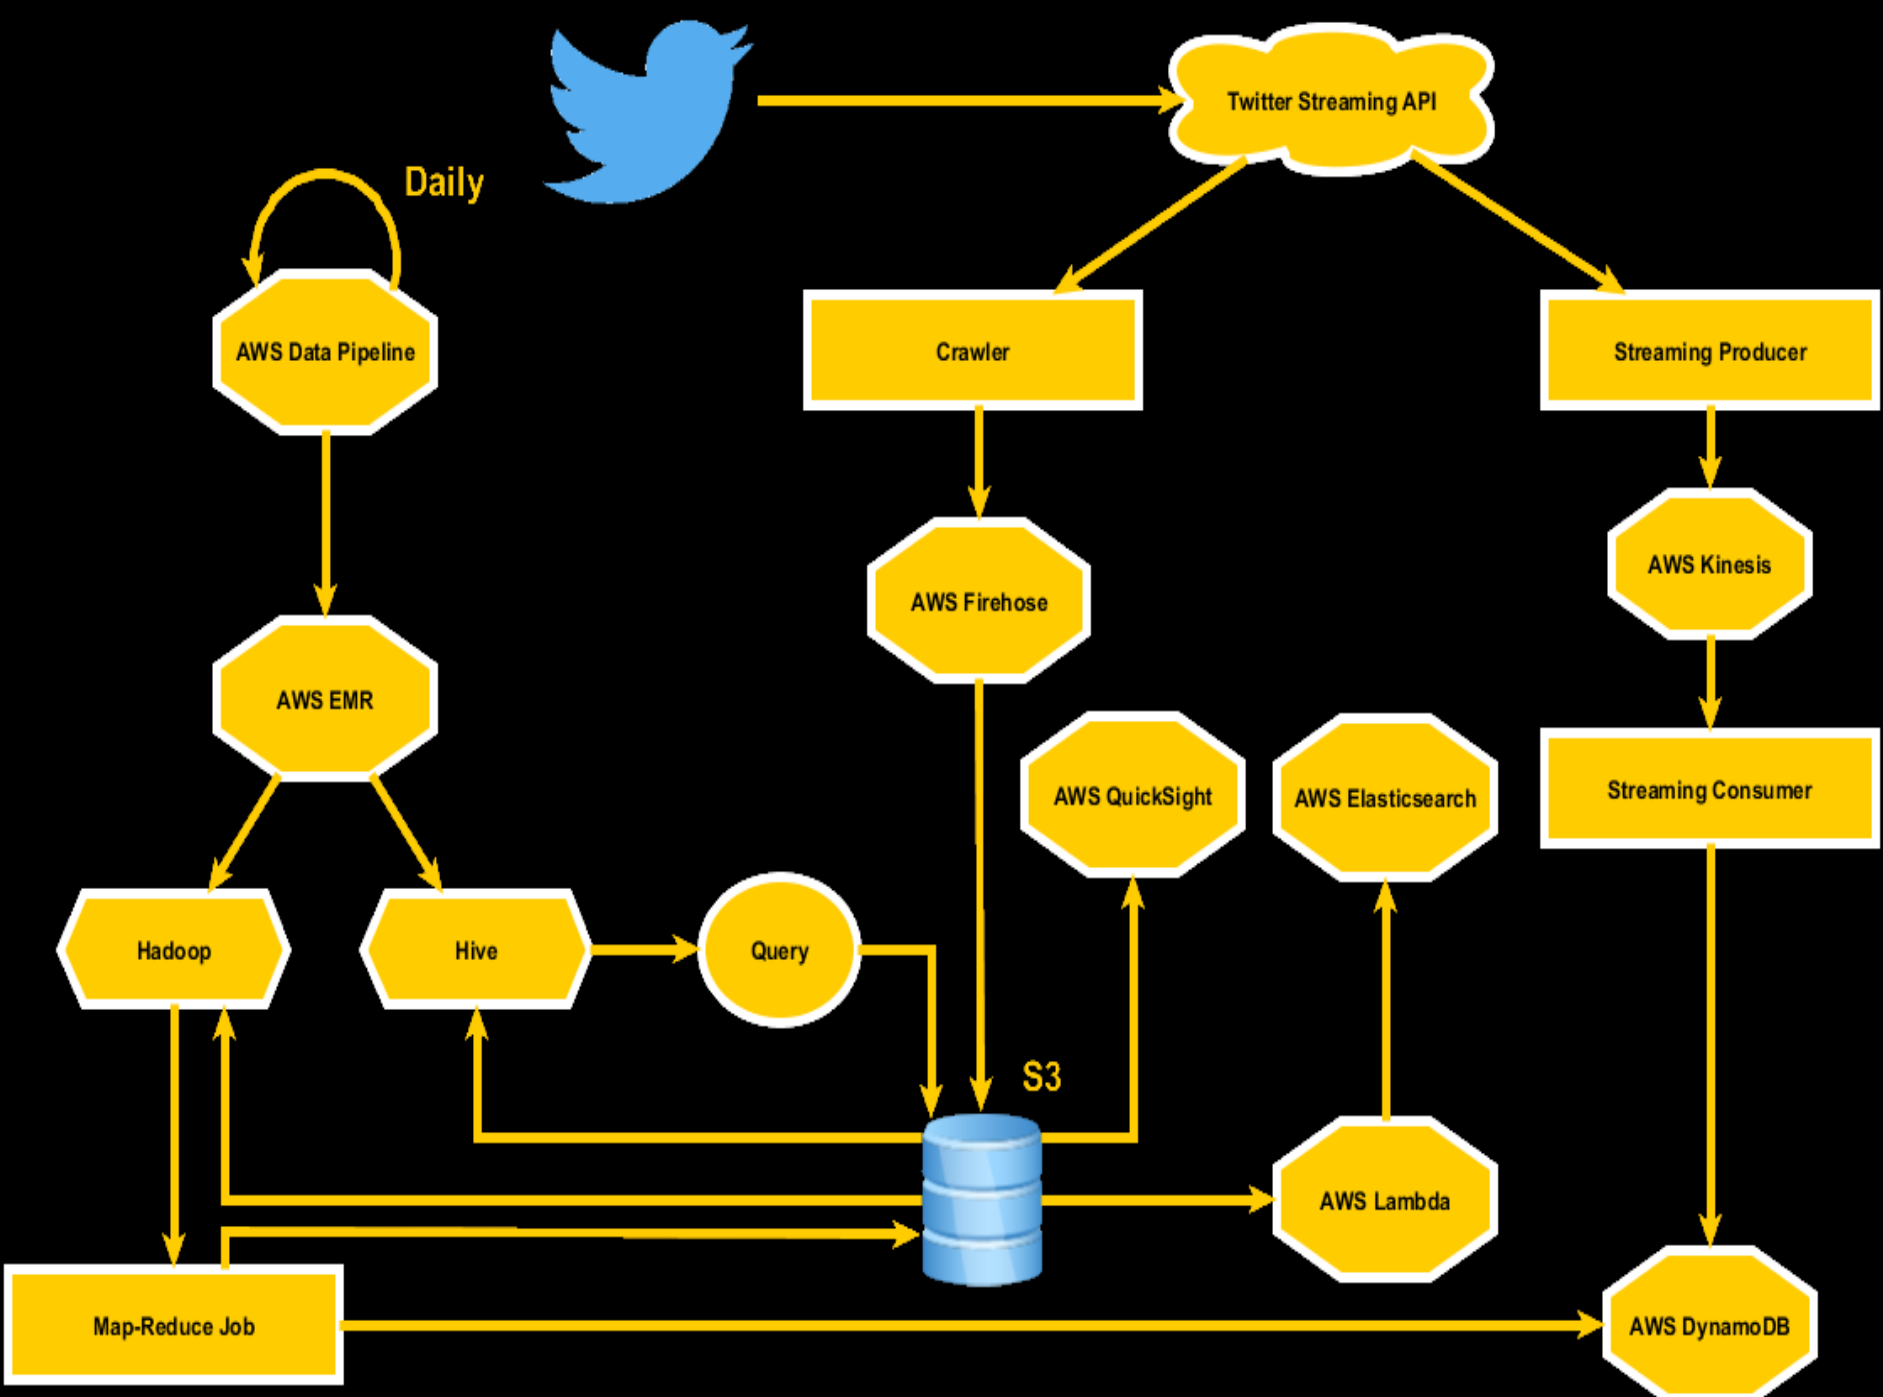 Twitter Streaming API
Daily
AWS Data Pipeline
Crawler
Streaming Producer
AWS Kinesis
AWS Firehose
AWS EMR
AWS QuickSight
AWS Elasticsearch
Streaming Consumer
Hadoop
Hive
Query
S3
AWS Lambda
Map-Reduce Job
AWS DynamoDB